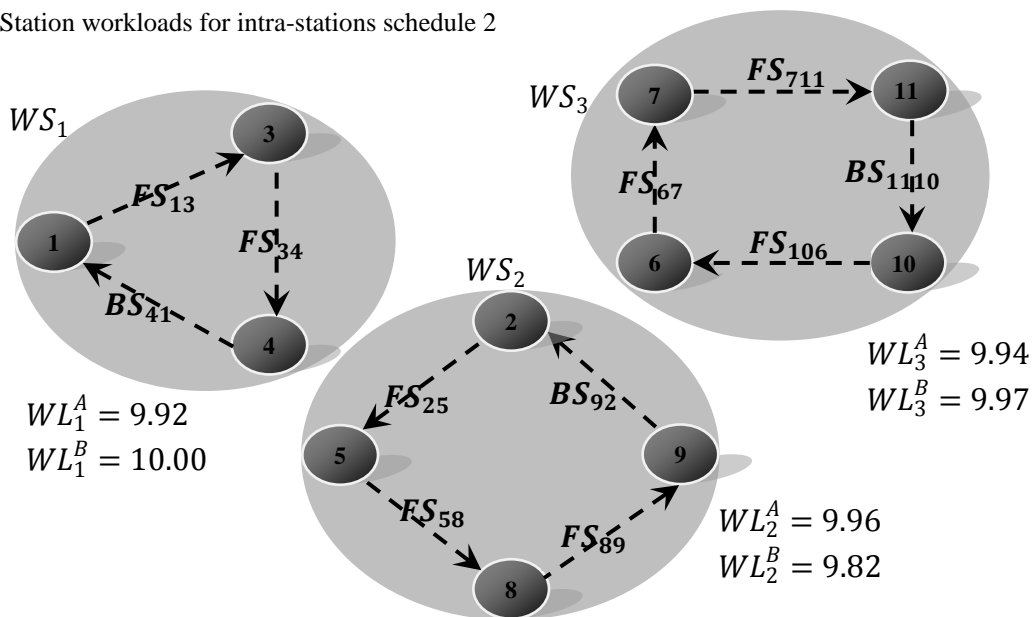 Station workloads for intra-stations schedule 2
WS₁
1
3
4
FS₁₃
FS₃₄
BS₄₁
WL₁ᴬ = 9.92
WL₁ᴮ = 10.00
WS₂
2
5
8
9
FS₂₅
FS₅₈
FS₈₉
BS₉₂
WL₂ᴬ = 9.96
WL₂ᴮ = 9.82
WS₃
7
11
10
6
FS₇₁₁
BS₁₁₁₀
FS₁₀₆
FS₆₇
WL₃ᴬ = 9.94
WL₃ᴮ = 9.97